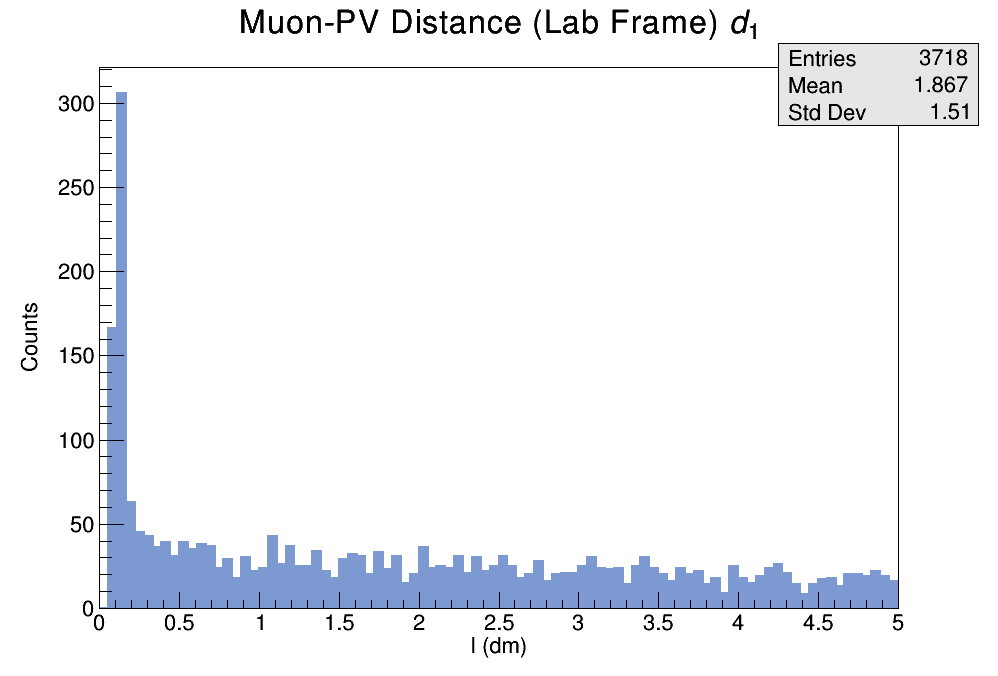 Muon-PV Distance (Lab Frame) d₁
Entries 3718
Mean 1.867
Std Dev 1.51
300
250
200
150
100
50
0
Counts
0 0.5 1 1.5 2 2.5 3 3.5 4 4.5 5
l (dm)